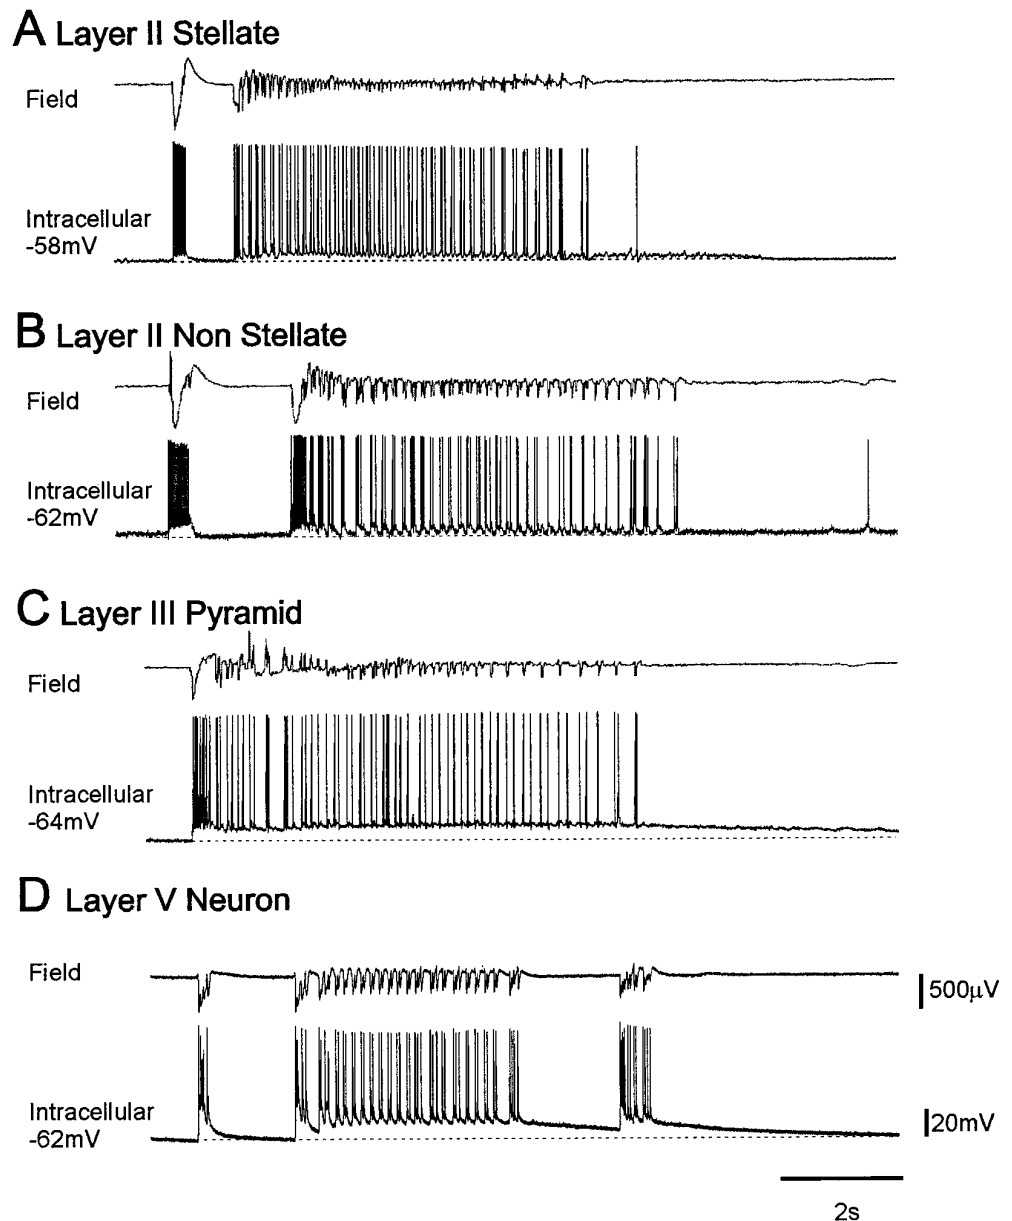 A Layer II Stellate
Field
Intracellular
-58mV
B Layer II Non Stellate
Field
Intracellular
-62mV
C Layer III Pyramid
Field
Intracellular
-64mV
D Layer V Neuron
Field
500μV
Intracellular
-62mV
20mV
2s